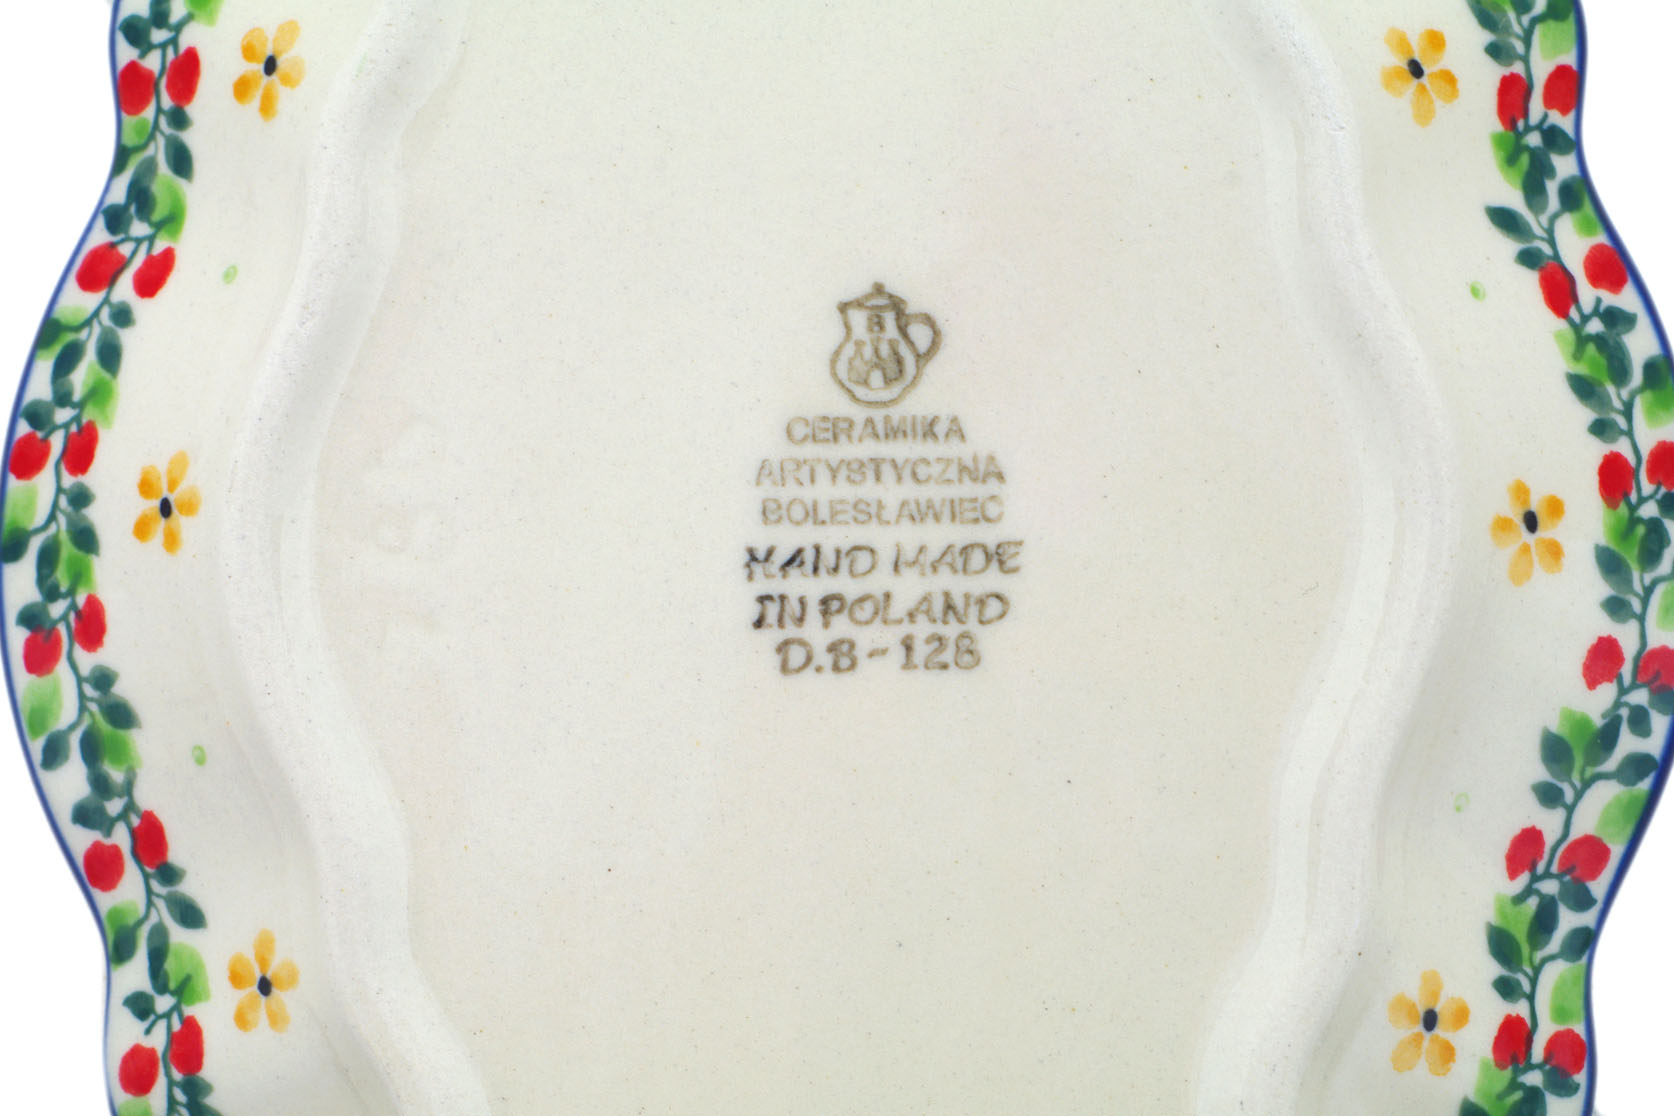 B
CERAMIKA
ARTYSTYCZNA
BOLESŁAWIEC
HAND MADE
IN POLAND
D.B-128